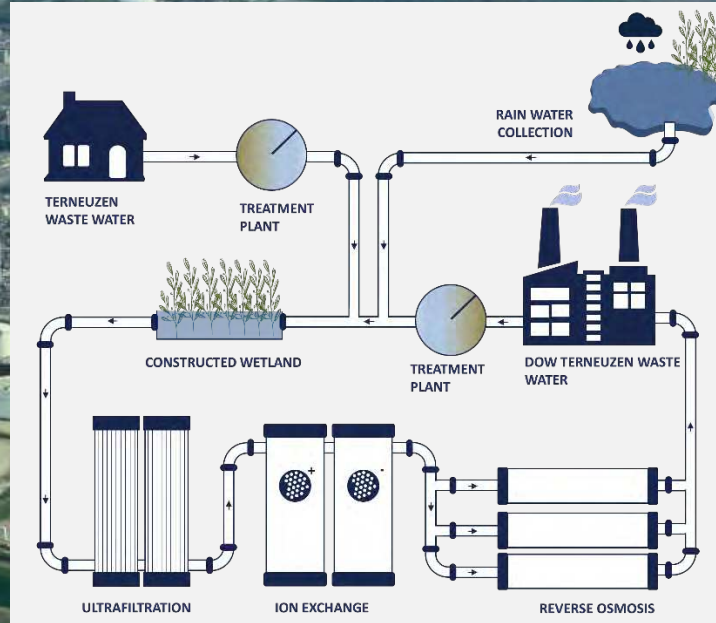 RAIN WATER
COLLECTION
TERNEUZEN
WASTE WATER
TREATMENT
PLANT
CONSTRUCTED WETLAND
TREATMENT
PLANT
DOW TERNEUZEN WASTE
WATER
+
-
ULTRAFILTRATION
ION EXCHANGE
REVERSE OSMOSIS